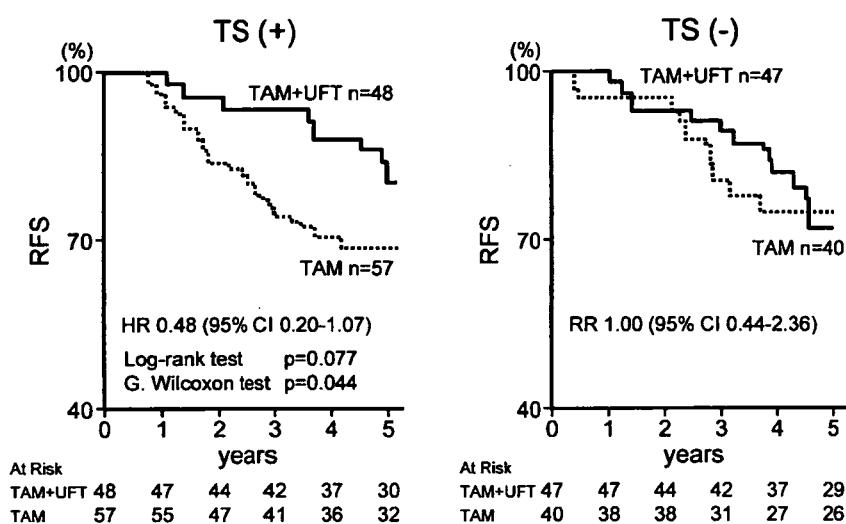 TS (+)
(%)
100
TAM+UFT n=48
RFS
70
TAM n=57
HR 0.48 (95% CI 0.20-1.07)
Log-rank test p=0.077
G. Wilcoxon test p=0.044
40
0 1 2 3 4 5
years
At Risk
TAM+UFT 48 47 44 42 37 30
TAM 57 55 47 41 36 32
TS (-)
(%)
100
TAM+UFT n=47
RFS
70
TAM n=40
RR 1.00 (95% CI 0.44-2.36)
40
0 1 2 3 4 5
years
At Risk
TAM+UFT 47 47 44 42 37 29
TAM 40 38 38 31 27 26